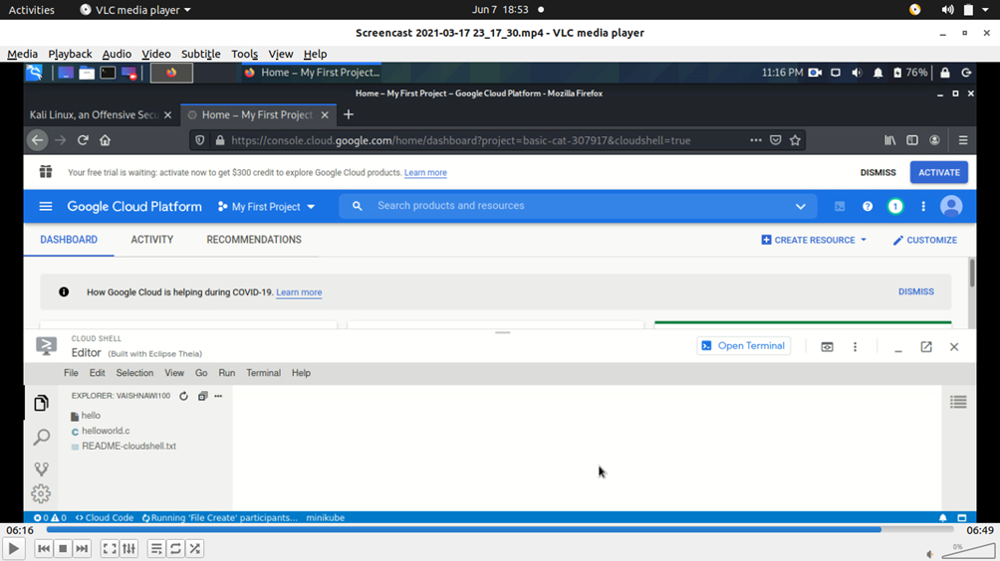 Activities VLC media player Jun 7 18:53
Screencast 2021-03-17 23_17_30.mp4 - VLC media player
Media Playback Audio Video Subtitle Tools View Help
Home – My First Project... 11:16 PM 76%
Home – My First Project – Google Cloud Platform - Mozilla Firefox
Kali Linux, an Offensive Secu Home – My First Project
https://console.cloud.google.com/home/dashboard?project=basic-cat-307917&cloudshell=true
Your free trial is waiting: activate now to get $300 credit to explore Google Cloud products. Learn more DISMISS ACTIVATE
Google Cloud Platform My First Project Search products and resources 1
DASHBOARD ACTIVITY RECOMMENDATIONS CREATE RESOURCE CUSTOMIZE
How Google Cloud is helping during COVID-19. Learn more DISMISS
CLOUD SHELL
Editor (Built with Eclipse Theia) Open Terminal
File Edit Selection View Go Run Terminal Help
EXPLORER: VAISHNAWI100
hello
helloworld.c
README-cloudshell.txt
0 0 Cloud Code Running 'File Create' participants... minikube
06:16 06:49
0%